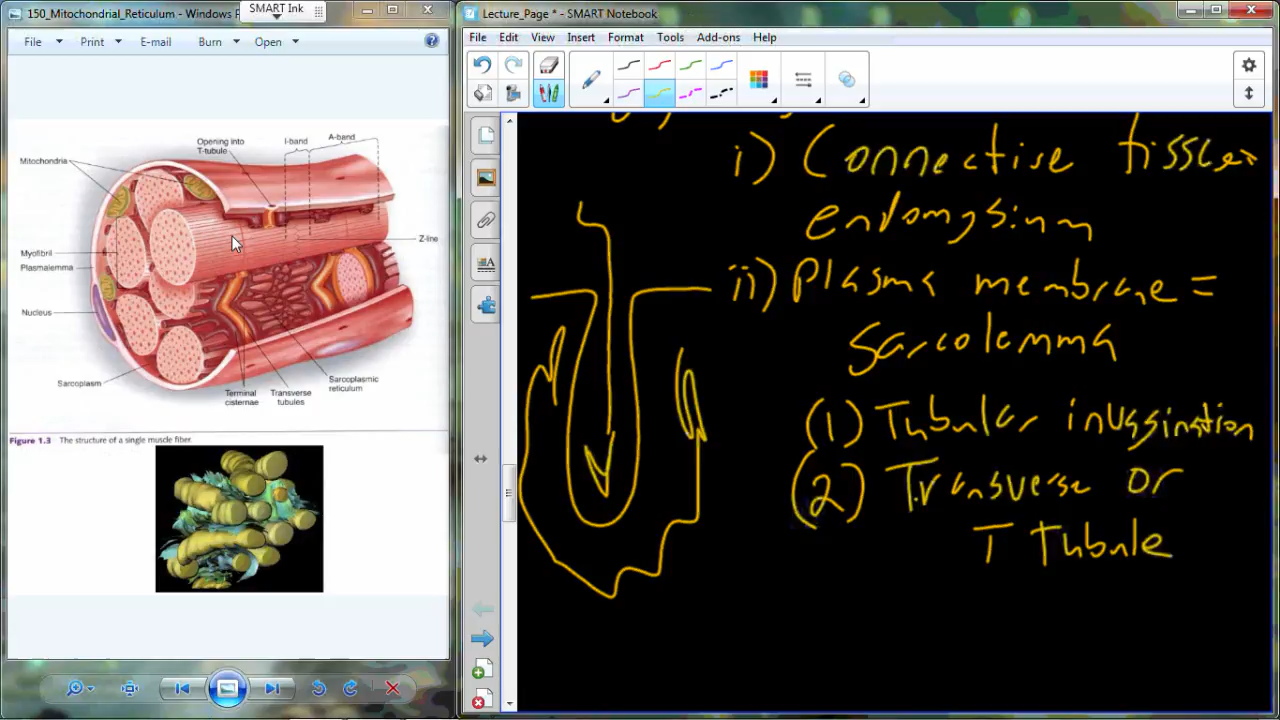 150_Mitochondrial_Reticulum - Windows P
SMART Ink
File Print E-mail Burn Open
Opening into
T-tubule
I-band
A-band
Mitochondria
Myofibril
Plasmalemma
Nucleus
Sarcoplasm
Z-line
Terminal
cisternae
Transverse
tubules
Sarcoplasmic
reticulum
Figure 1.3 The structure of a single muscle fiber.
Lecture_Page * - SMART Notebook
File Edit View Insert Format Tools Add-ons Help
i) Connective tissue
endomysium
ii) Plasma membrane =
sarcolemma
(1) Tubular invagination
(2) Transverse or
T tubule